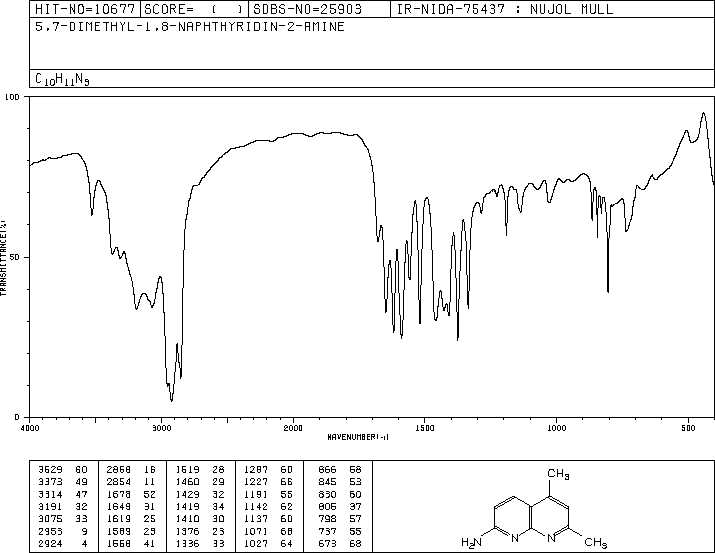 HIT-NO=10677 SCORE= ( ) SDBS-NO=25903 IR-NIDA-75437 : NUJOL MULL
5,7-DIMETHYL-1,8-NAPHTHYRIDIN-2-AMINE
C10H11N3
100
50
0
TRANSMITTANCE(%)
4000 3000 2000 1500 1000 500
WAVENUMBER(-1)
3529 60 2868 16 1519 28 1287 60 866 58
3373 49 2854 11 1460 29 1227 66 845 53
3314 47 1678 52 1429 32 1191 55 830 60
3191 32 1649 31 1419 34 1142 62 805 37
3075 33 1619 25 1410 30 1137 60 798 57
2953 9 1589 23 1376 23 1071 68 737 55
2924 4 1558 41 1336 33 1027 64 673 68
CH3
H2N N N CH3